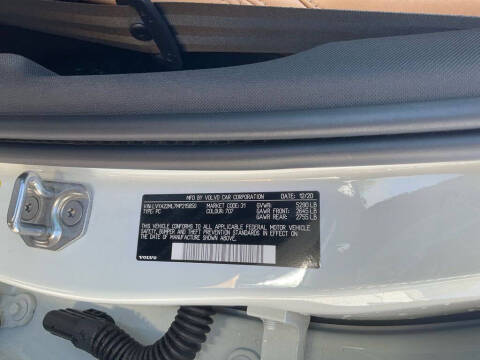 MFG BY VOLVO CAR CORPORATION DATE: 12/20
MARKET CODE: 31 GVWR: 5290 LB
TYPE: PC COLOUR: 707 GAWR FRONT: 2645 LB
GAWR REAR: 2755 LB
THIS VEHICLE CONFORMS TO ALL APPLICABLE FEDERAL MOTOR VEHICLE
SAFETY, BUMPER AND THEFT PREVENTION STANDARDS IN EFFECT ON
THE DATE OF MANUFACTURE SHOWN ABOVE.
VOLVO